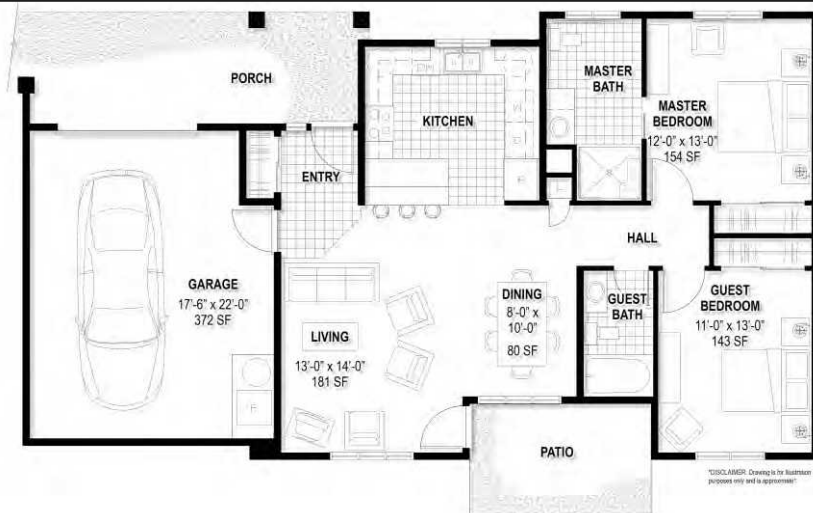 PORCH
KITCHEN
MASTER
BATH
MASTER
BEDROOM
12'-0" x 13'-0"
154 SF
ENTRY
HALL
GARAGE
17'-6" x 22'-0"
372 SF
LIVING
13'-0" x 14'-0"
181 SF
DINING
8'-0" x
10'-0"
80 SF
GUEST
BATH
GUEST
BEDROOM
11'-0" x 13'-0"
143 SF
PATIO
*DISCLAIMER: Drawing is for illustration
purposes only and is approximate*